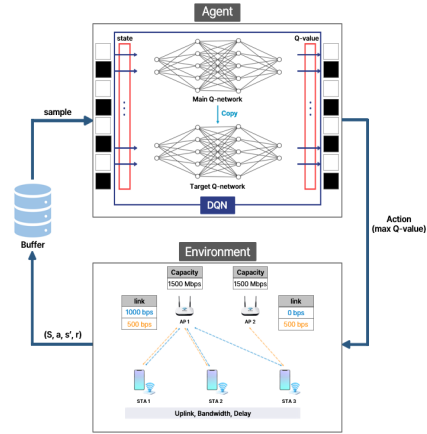 Agent
state
Q-value
Main Q-network
Copy
Target Q-network
DQN
sample
Buffer
Action
(max Q-value)
(S, a, s’, r)
Environment
Capacity
1500 Mbps
Capacity
1500 Mbps
link
1000 bps
500 bps
AP 1
AP 2
link
0 bps
500 bps
STA 1
STA 2
STA 3
Uplink, Bandwidth, Delay